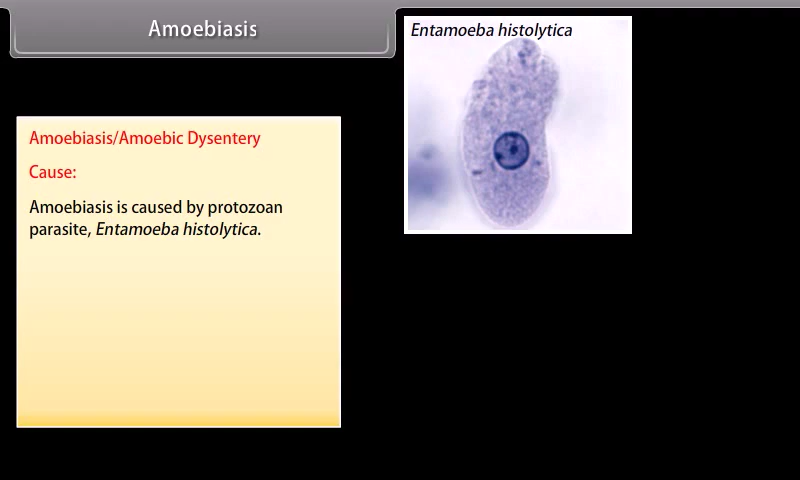 Amoebiasis
Entamoeba histolytica
Amoebiasis/Amoebic Dysentery
Cause:
Amoebiasis is caused by protozoan
parasite, Entamoeba histolytica.